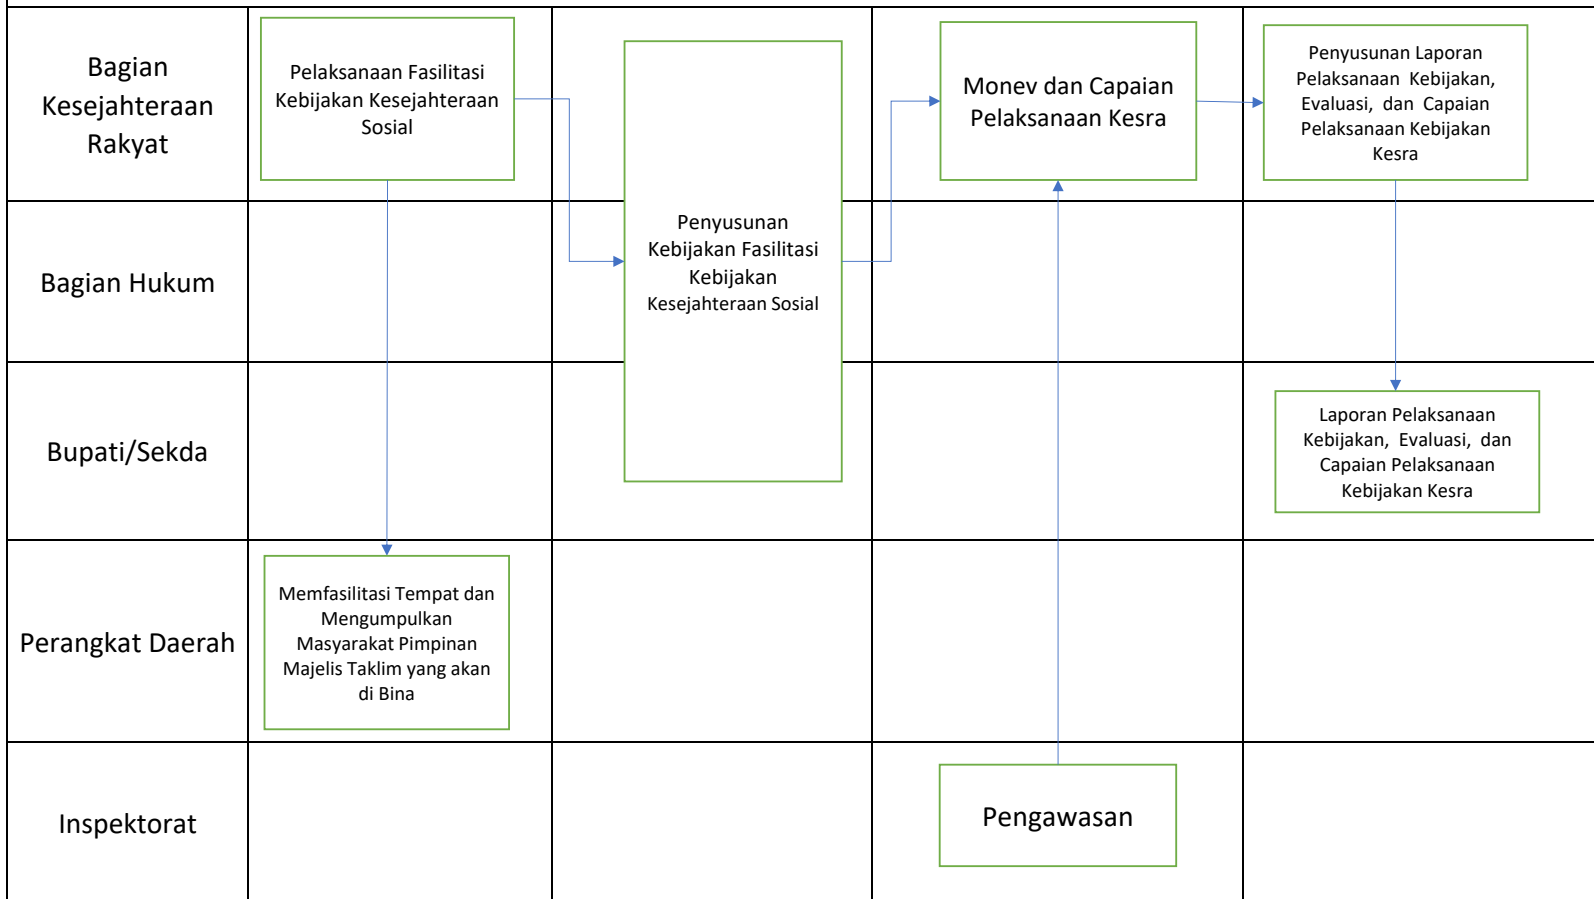 Bagian
Kesejahteraan
Rakyat
Pelaksanaan Fasilitasi
Kebijakan Kesejahteraan
Sosial
Penyusunan
Kebijakan Fasilitasi
Kebijakan
Kesejahteraan Sosial
Monev dan Capaian
Pelaksanaan Kesra
Penyusunan Laporan
Pelaksanaan Kebijakan,
Evaluasi, dan Capaian
Pelaksanaan Kebijakan
Kesra
Bagian Hukum
Bupati/Sekda
Laporan Pelaksanaan
Kebijakan, Evaluasi, dan
Capaian Pelaksanaan
Kebijakan Kesra
Perangkat Daerah
Memfasilitasi Tempat dan
Mengumpulkan
Masyarakat Pimpinan
Majelis Taklim yang akan
di Bina
Inspektorat
Pengawasan